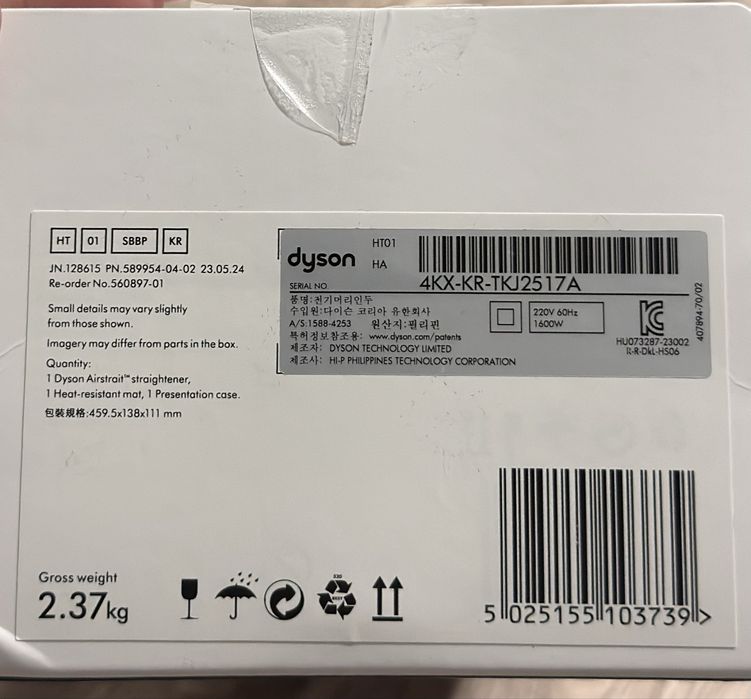 HT 01 SBBP KR
JN.128615 PN.589954-04-02 23.05.24
Re-order No.560897-01
Small details may vary slightly
from those shown.
Imagery may differ from parts in the box.
Quantity:
1 Dyson Airstrait™ straightener,
1 Heat-resistant mat, 1 Presentation case.
包裝規格:459.5x138x111 mm
dyson
HT01
HA
SERIAL NO.
4KX-KR-TKJ2517A
품명:전기머리인두
수입원:다이슨 코리아 유한회사
A/S:1588-4253 원산지:필리핀
특허정보참조용: www.dyson/patents
제조자: DYSON TECHNOLOGY LIMITED
제조사: HI-P PHILIPPINES TECHNOLOGY CORPORATION
220V 60Hz
1600W
HU073287-23002
R-R-DkL-HS06
407894-70/02
Gross weight
2.37kg
5 025155 103739 >